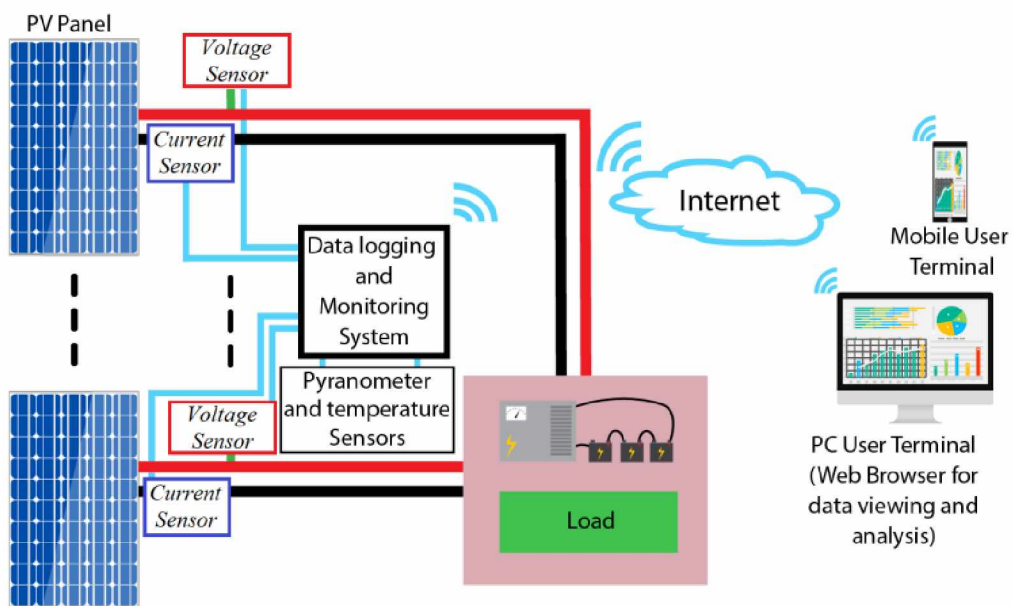 PV Panel
Voltage
Sensor
Current
Sensor
Internet
Mobile User
Terminal
Data logging
and
Monitoring
System
Pyranometer
and temperature
Sensors
Voltage
Sensor
Current
Sensor
Load
PC User Terminal
(Web Browser for
data viewing and
analysis)